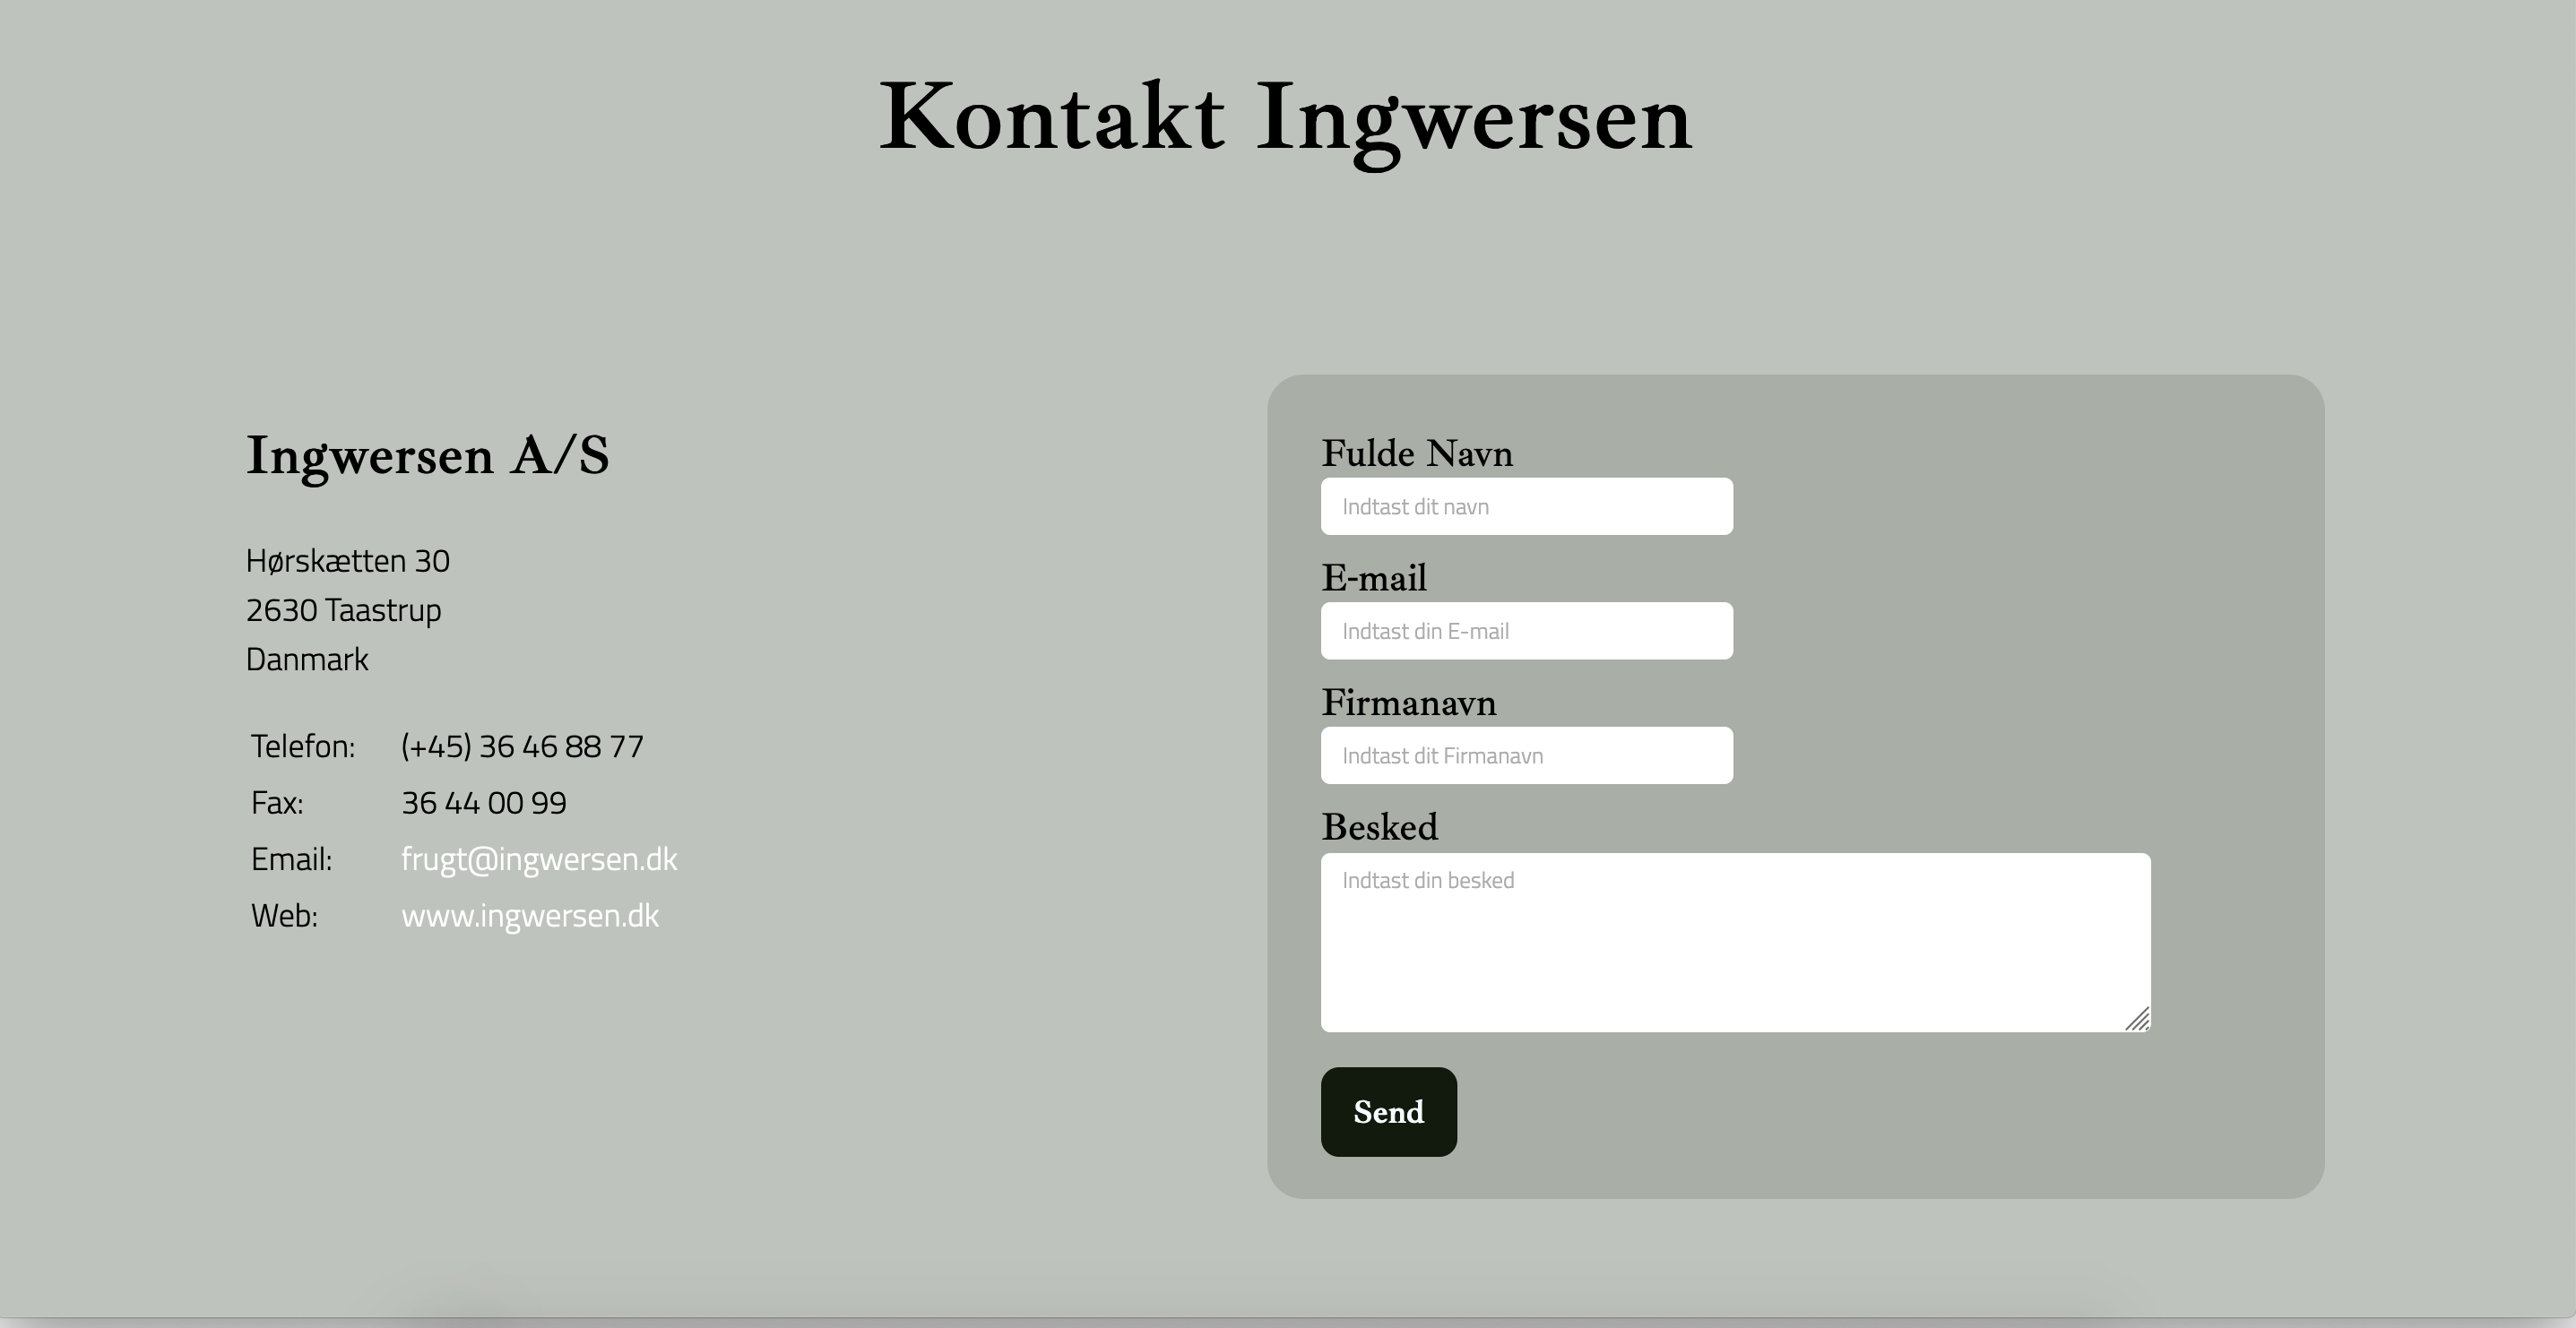 Kontakt Ingwersen
Ingwersen A/S
Hørskætten 30
2630 Taastrup
Danmark
Telefon: (+45) 36 46 88 77
Fax: 36 44 00 99
Email: frugt@ingwersen.dk
Web: www.ingwersen.dk
Fulde Navn
Indtast dit navn
E-mail
Indtast din E-mail
Firmanavn
Indtast dit Firmanavn
Besked
Indtast din besked
Send